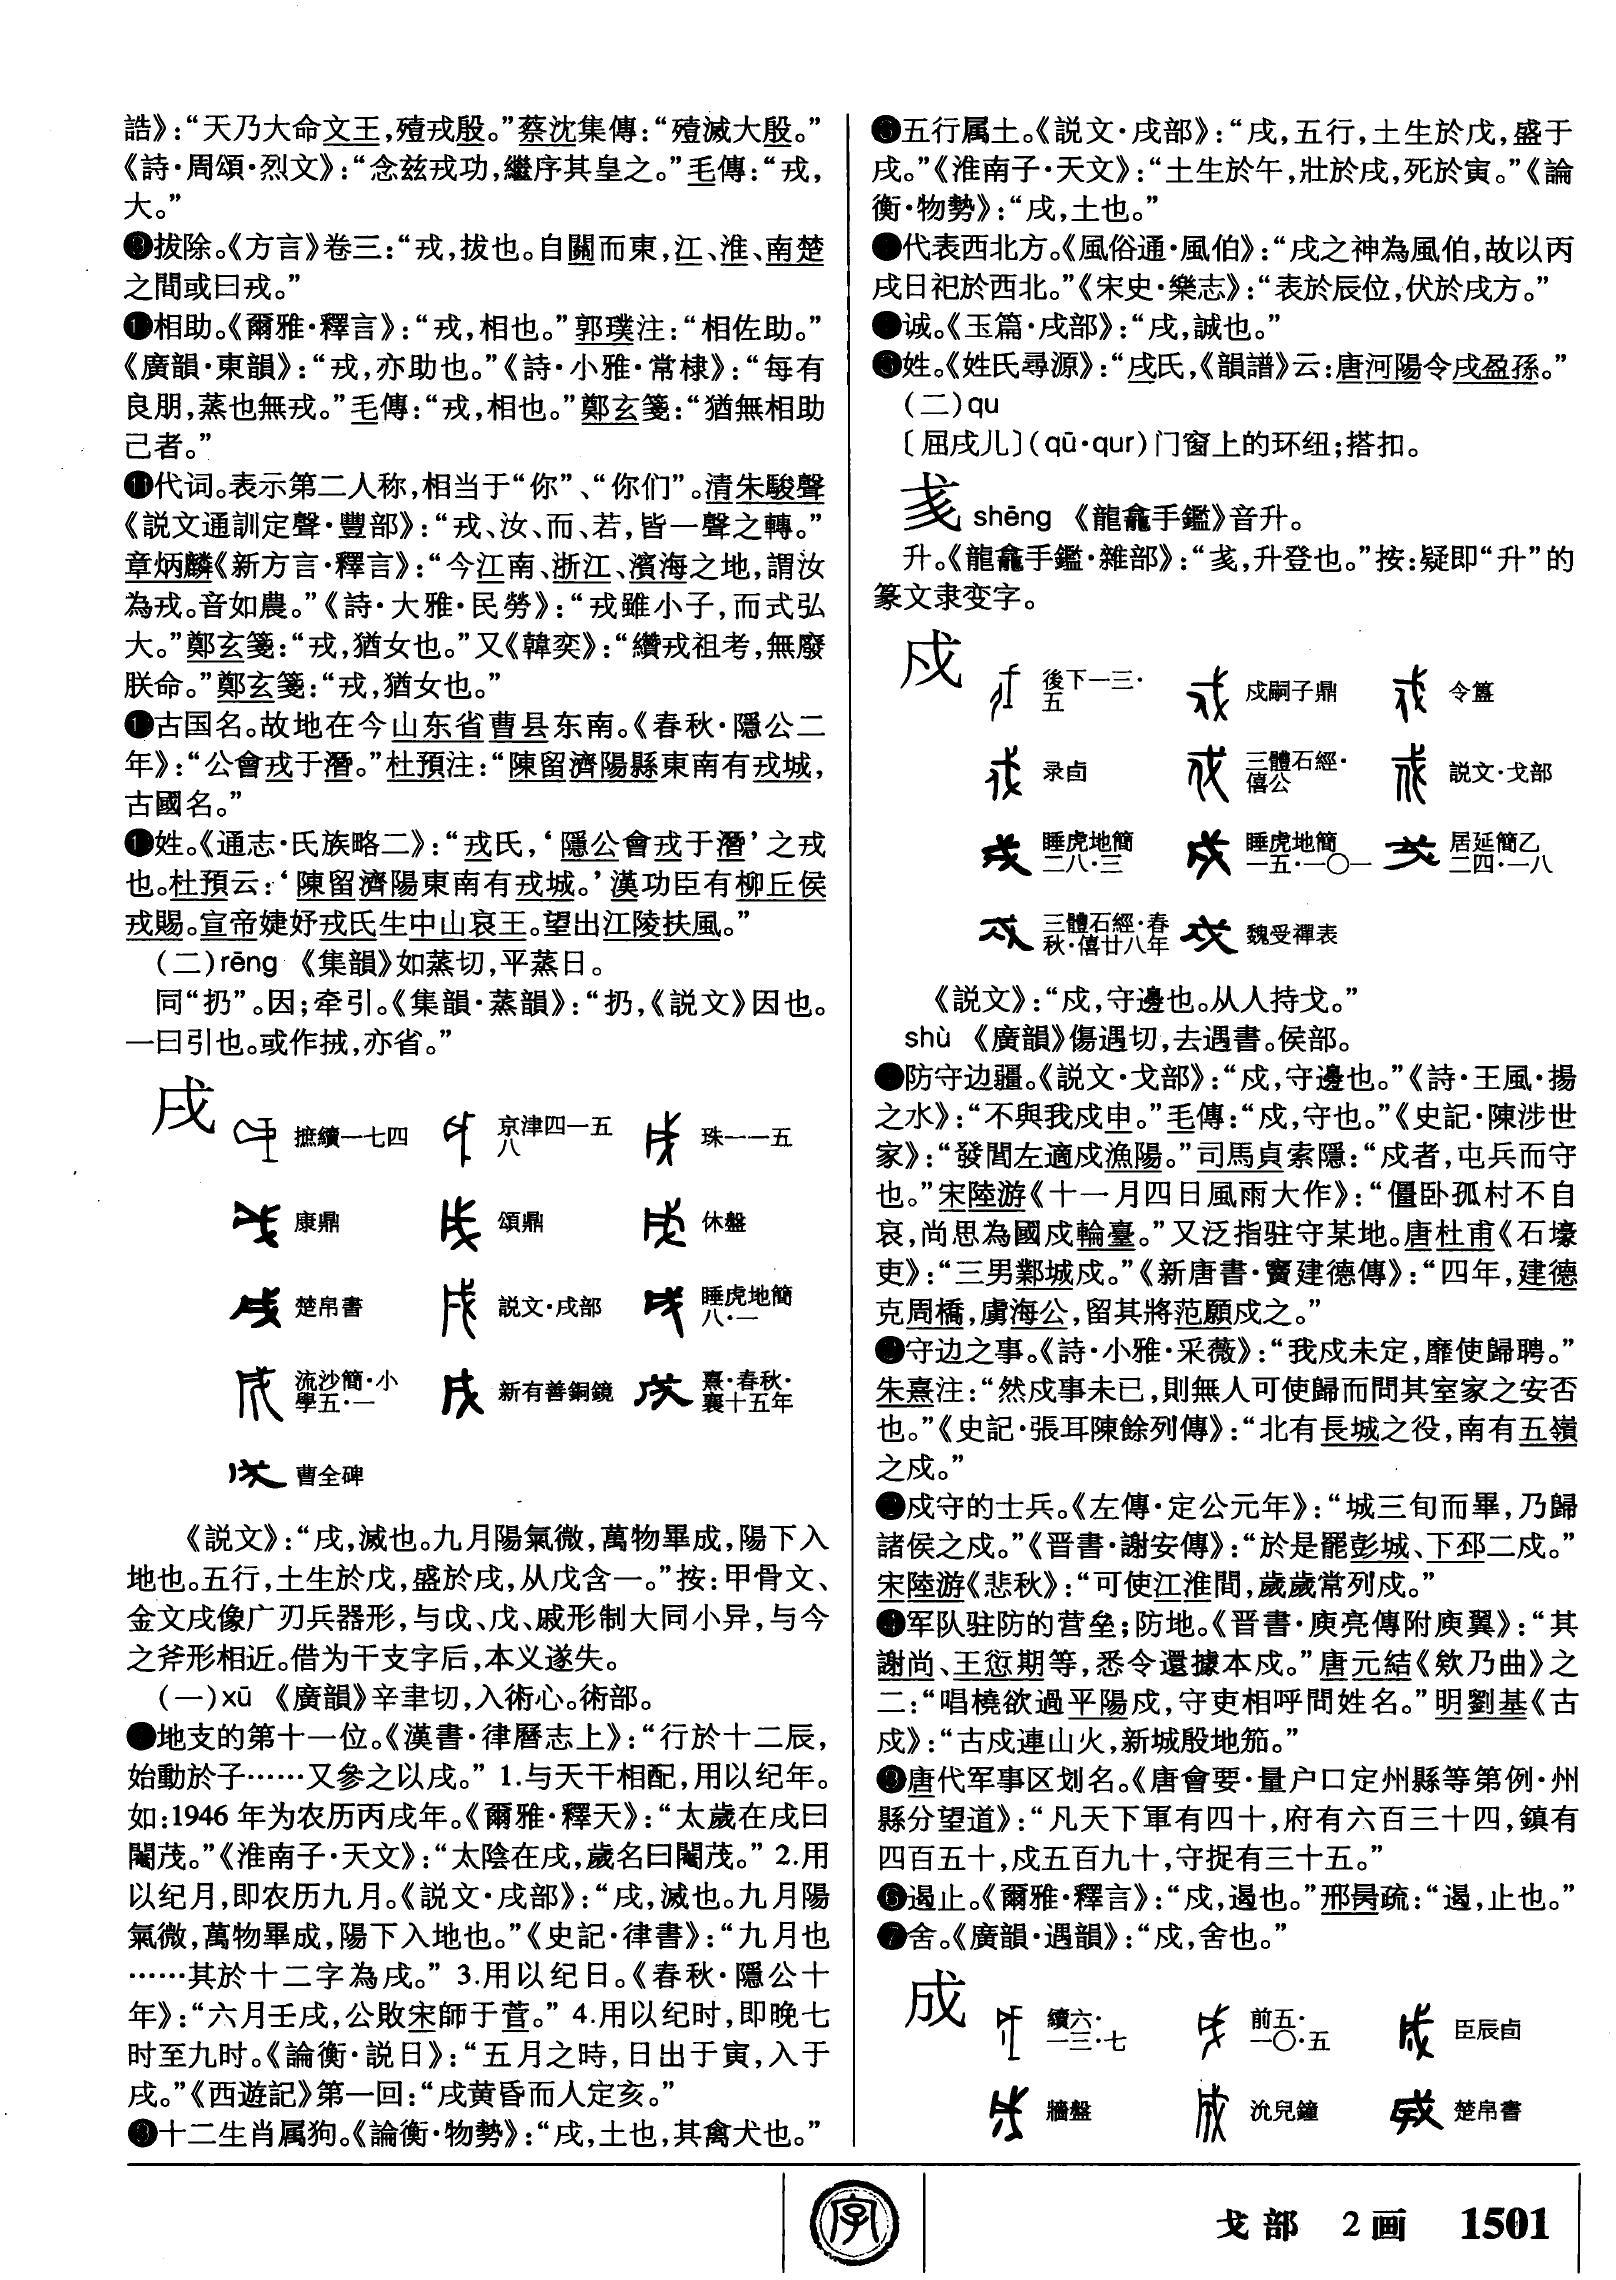 誥》：“天乃大命文王，殪戎殷。”蔡沈集傳：“殪滅大殷。”
《詩·周頌·烈文》：“念兹戎功，繼序其皇之。”毛傳：“戎，
大。”
拔除。《方言》卷三：“戎，拔也。自關而東，江、淮、南楚
之間或曰戎。”
相助。《爾雅·釋言》：“戎，相也。”郭璞注：“相佐助。”
《廣韻·東韻》：“戎，亦助也。”《詩·小雅·常棣》：“每有
良朋，蒸也無戎。”毛傳：“戎，相也。”鄭玄箋：“猶無相助
己者。”
⓫代词。表示第二人称，相当于“你”、“你们”。清朱駿聲
《説文通訓定聲·豐部》：“戎、汝、而、若，皆一聲之轉。”
章炳麟《新方言·釋言》：“今江南、浙江、濱海之地，謂汝
為戎。音如農。”《詩·大雅·民勞》：“戎雖小子，而式弘
大。”鄭玄箋：“戎，猶女也。”又《韓奕》：“纘戎祖考，無廢
朕命。”鄭玄箋：“戎，猶女也。”
古国名。故地在今山东省曹县东南。《春秋·隱公二
年》：“公會戎于潛。”杜預注：“陳留濟陽縣東南有戎城，
古國名。”
姓。《通志·氏族略二》：“戎氏，‘隱公會戎于潛’之戎
也。杜預云：‘陳留濟陽東南有戎城。’漢功臣有柳丘侯
戎賜。宣帝婕妤戎氏生中山哀王。望出江陵扶風。”
（二）rēng 《集韻》如蒸切，平蒸日。
同“扔”。因；牵引。《集韻·蒸韻》：“扔，《説文》因也。
一曰引也。或作㧡，亦省。”
戌
摭續一七四
京津四一五八
珠一一五
康鼎
頌鼎
休盤
楚帛書
説文·戌部
睡虎地簡八·一
流沙簡·小學五·一
新有善銅鏡
熹·春秋·襄十五年
曹全碑
《説文》：“戌，滅也。九月陽氣微，萬物畢成，陽下入
地也。五行，土生於戊，盛於戌，从戊含一。”按：甲骨文、
金文戌像广刃兵器形，与戉、戊、戚形制大同小异，与今
之斧形相近。借为干支字后，本义遂失。
（一）xū 《廣韻》辛聿切，入術心。術部。
地支的第十一位。《漢書·律曆志上》：“行於十二辰，
始動於子……又參之以戌。” 1.与天干相配，用以纪年。
如：1946年为农历丙戌年。《爾雅·釋天》：“太歲在戌曰
閹茂。”《淮南子·天文》：“太陰在戌，歲名曰閹茂。” 2.用
以纪月，即农历九月。《説文·戌部》：“戌，滅也。九月陽
氣微，萬物畢成，陽下入地也。”《史記·律書》：“九月也
……其於十二字為戌。” 3.用以纪日。《春秋·隱公十
年》：“六月壬戌，公敗宋師于菅。” 4.用以纪时，即晚七
时至九时。《論衡·説日》：“五月之時，日出于寅，入于
戌。”《西遊記》第一回：“戌黄昏而人定亥。”
十二生肖属狗。《論衡·物勢》：“戌，土也，其禽犬也。”
五行属土。《説文·戌部》：“戌，五行，土生於戊，盛于
戌。”《淮南子·天文》：“土生於午，壯於戌，死於寅。”《論
衡·物勢》：“戌，土也。”
代表西北方。《風俗通·風伯》：“戌之神為風伯，故以丙
戌日祀於西北。”《宋史·樂志》：“表於辰位，伏於戌方。”
诚。《玉篇·戌部》：“戌，誠也。”
姓。《姓氏尋源》：“戌氏，《韻譜》云：唐河陽令戌盈孫。”
（二）qu
〔屈戌儿〕（qū·qur）门窗上的环纽；搭扣。
shēng 《龍龕手鑑》音升。
升。《龍龕手鑑·雜部》：“，升登也。”按：疑即“升”的
篆文隶变字。
戍
後下一三·五
戍嗣子鼎
令簋
录卣
三體石經·僖公
説文·戈部
睡虎地簡二八·三
睡虎地簡一五·一〇一
居延簡乙二四·一八
三體石經·春秋·僖廿八年
魏受禪表
《説文》：“戍，守邊也。从人持戈。”
shù 《廣韻》傷遇切，去遇書。侯部。
防守边疆。《説文·戈部》：“戍，守邊也。”《詩·王風·揚
之水》：“不與我戍申。”毛傳：“戍，守也。”《史記·陳涉世
家》：“發閭左適戍漁陽。”司馬貞索隱：“戍者，屯兵而守
也。”宋陸游《十一月四日風雨大作》：“僵卧孤村不自
哀，尚思為國戍輪臺。”又泛指驻守某地。唐杜甫《石壕
吏》：“三男鄴城戍。”《新唐書·竇建德傳》：“四年，建德
克周橋，虜海公，留其將范願戍之。”
守边之事。《詩·小雅·采薇》：“我戍未定，靡使歸聘。”
朱熹注：“然戍事未已，則無人可使歸而問其室家之安否
也。”《史記·張耳陳餘列傳》：“北有長城之役，南有五嶺
之戍。”
戍守的士兵。《左傳·定公元年》：“城三旬而畢，乃歸
諸侯之戍。”《晋書·謝安傳》：“於是罷彭城、下邳二戍。”
宋陸游《悲秋》：“可使江淮間，歲歲常列戍。”
❹军队驻防的营垒；防地。《晋書·庾亮傳附庾翼》：“其
謝尚、王愆期等，悉令還據本戍。”唐元結《欸乃曲》之
二：“唱橈欲過平陽戍，守吏相呼問姓名。”明劉基《古
戍》：“古戍連山火，新城殷地笳。”
唐代军事区划名。《唐會要·量户口定州縣等第例·州
縣分望道》：“凡天下軍有四十，府有六百三十四，鎮有
四百五十，戍五百九十，守捉有三十五。”
❻遏止。《爾雅·釋言》：“戍，遏也。”邢昺疏：“遏，止也。”
❼舍。《廣韻·遇韻》：“戍，舍也。”
成
續六·一三·七
前五·一〇·五
臣辰卣
牆盤
沇兒鐘
楚帛書
字
戈部 2画 1501